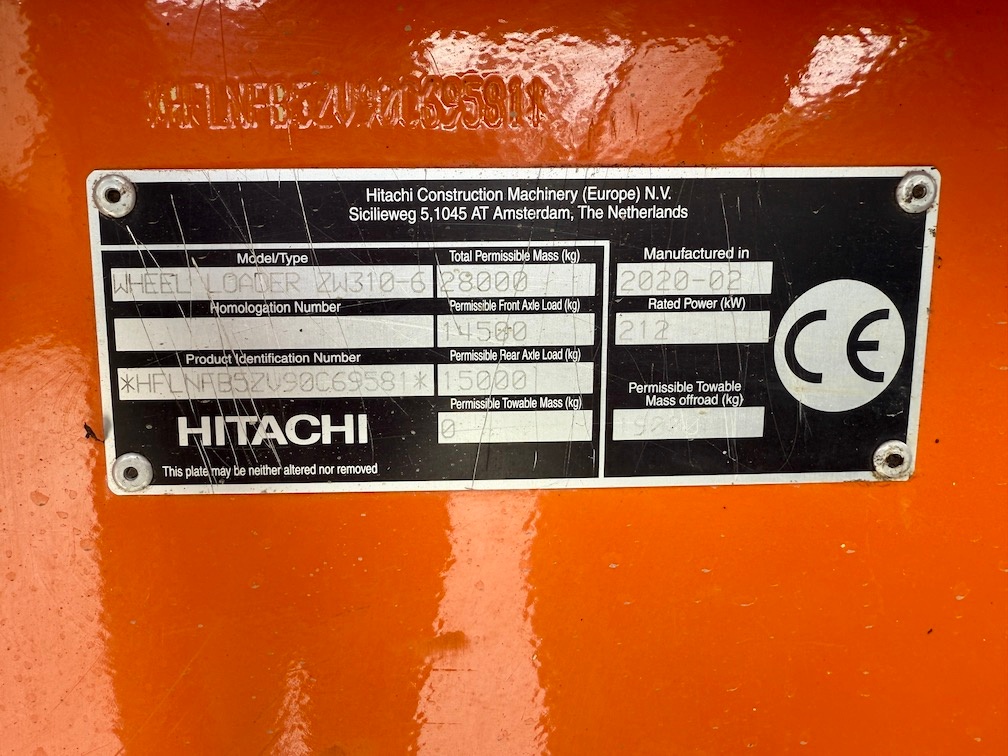 *HFLNFB5ZV90C69581*
Hitachi Construction Machinery (Europe) N.V.
Sicilieweg 5,1045 AT Amsterdam, The Netherlands
Model/Type
WHEEL LOADER ZW310-6
Homologation Number
Product Identification Number
*HFLNFB5ZV90C69581*
HITACHI
This plate may be neither altered nor removed
Total Permissible Mass (kg)
28000
Permissible Front Axle Load (kg)
14500
Permissible Rear Axle Load (kg)
15000
Permissible Towable Mass (kg)
0
Manufactured in
2020-02
Rated Power (kW)
212
Permissible Towable
Mass offroad (kg)
CE